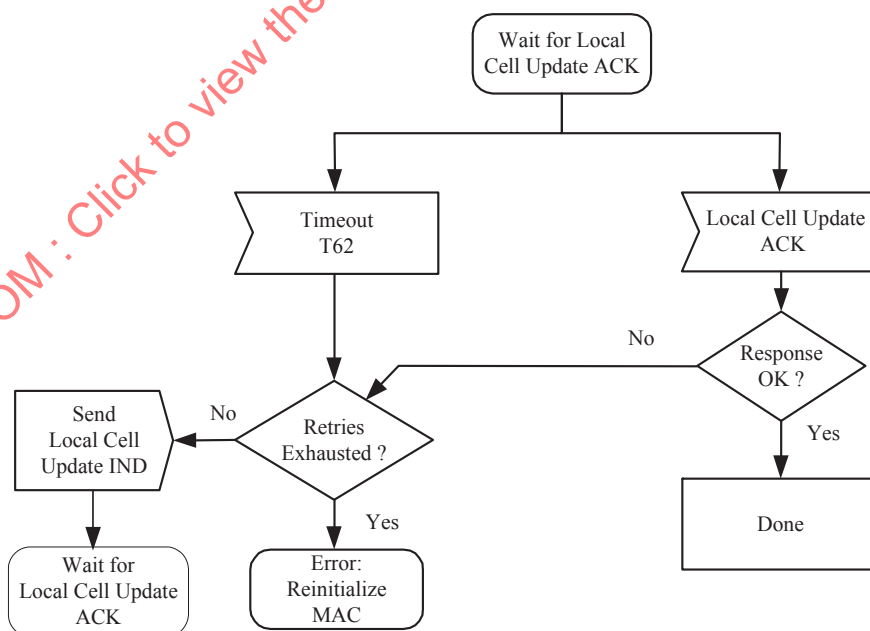 OM : Click to view the
Wait for Local
Cell Update ACK
Timeout
T62
Local Cell Update
ACK
No
Response
OK ?
Send
Local Cell
Update IND
No
Retries
Exhausted ?
Yes
Yes
Done
Wait for
Local Cell Update
ACK
Error:
Reinitialize
MAC